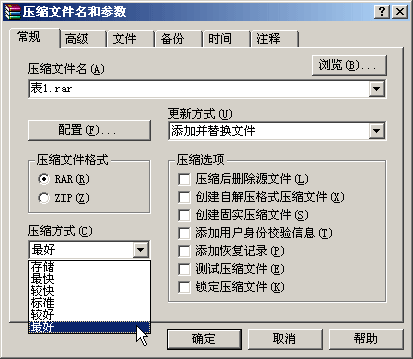 压缩文件名和参数
常规 高级 文件 备份 时间 注释
压缩文件名(A)
浏览(B)...
表1.rar
更新方式(U)
配置(F)...
添加并替换文件
压缩文件格式
RAR(R)
ZIP(Z)
压缩选项
压缩后删除源文件(L)
创建自解压格式压缩文件(X)
创建固实压缩文件(S)
添加用户身份校验信息(T)
添加恢复记录(P)
测试压缩文件(E)
锁定压缩文件(K)
压缩方式(C)
最好
存储
最快
较快
标准
较好
最好
确定 取消 帮助